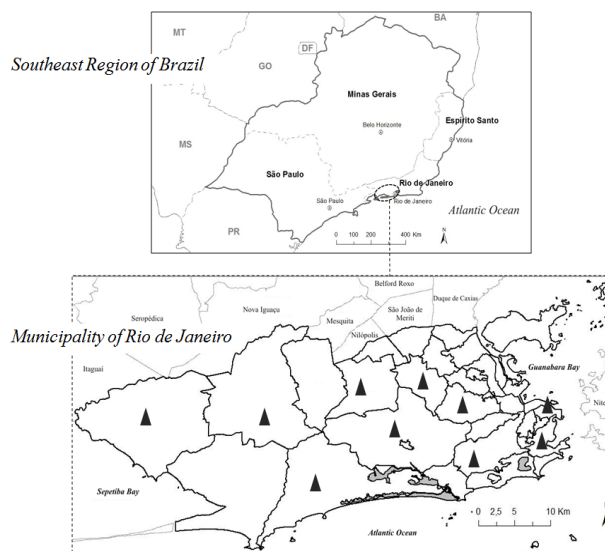 BA
MT
DF
GO
Southeast Region of Brazil
Minas Gerais
Espírito Santo
Belo Horizonte
Vitória
MS
São Paulo
Rio de Janeiro
São Paulo
Rio de Janeiro
Atlantic Ocean
PR
0 100 200 400 Km
N
Belford Roxo
Duque de Caxias
Seropédica
Nova Iguaçu
São João de
Meriti
Mesquita
Nilópolis
Municipality of Rio de Janeiro
Itaguaí
Guanabara Bay
Nite
Sepetiba Bay
Atlantic Ocean
0 2,5 5 10 Km